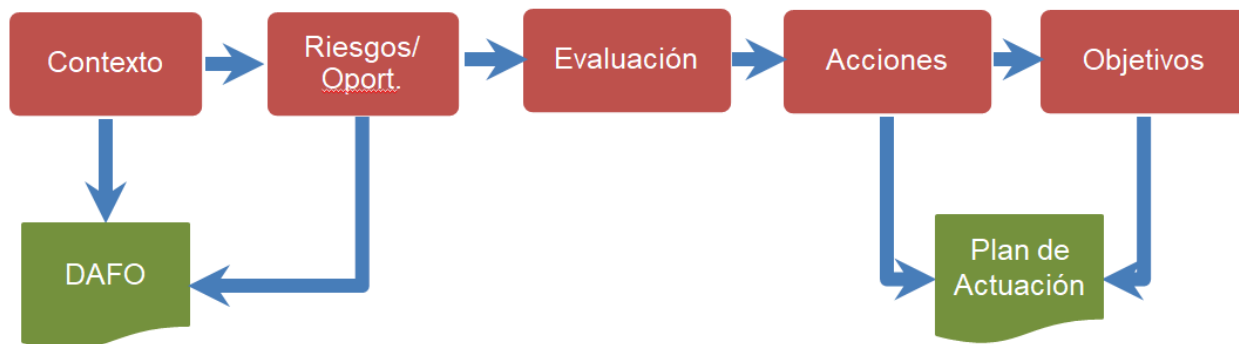 Contexto
Riesgos/
Oport.
Evaluación
Acciones
Objetivos
DAFO
Plan de
Actuación